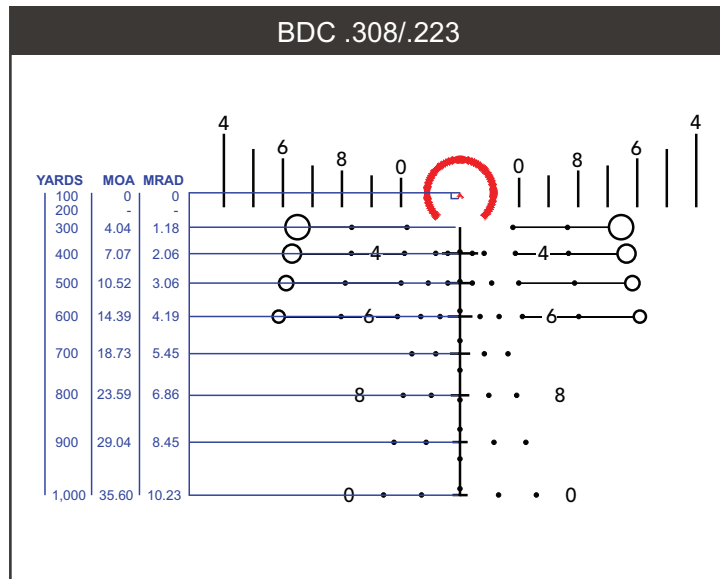 BDC .308/.223
4 4
6 6
8 0 0 8
YARDS MOA MRAD
100 0 0
200 - -
300 4.04 1.18
400 7.07 2.06 4 4
500 10.52 3.06
600 14.39 4.19 6 6
700 18.73 5.45
800 23.59 6.86 8 8
900 29.04 8.45
1,000 35.60 10.23 0 0